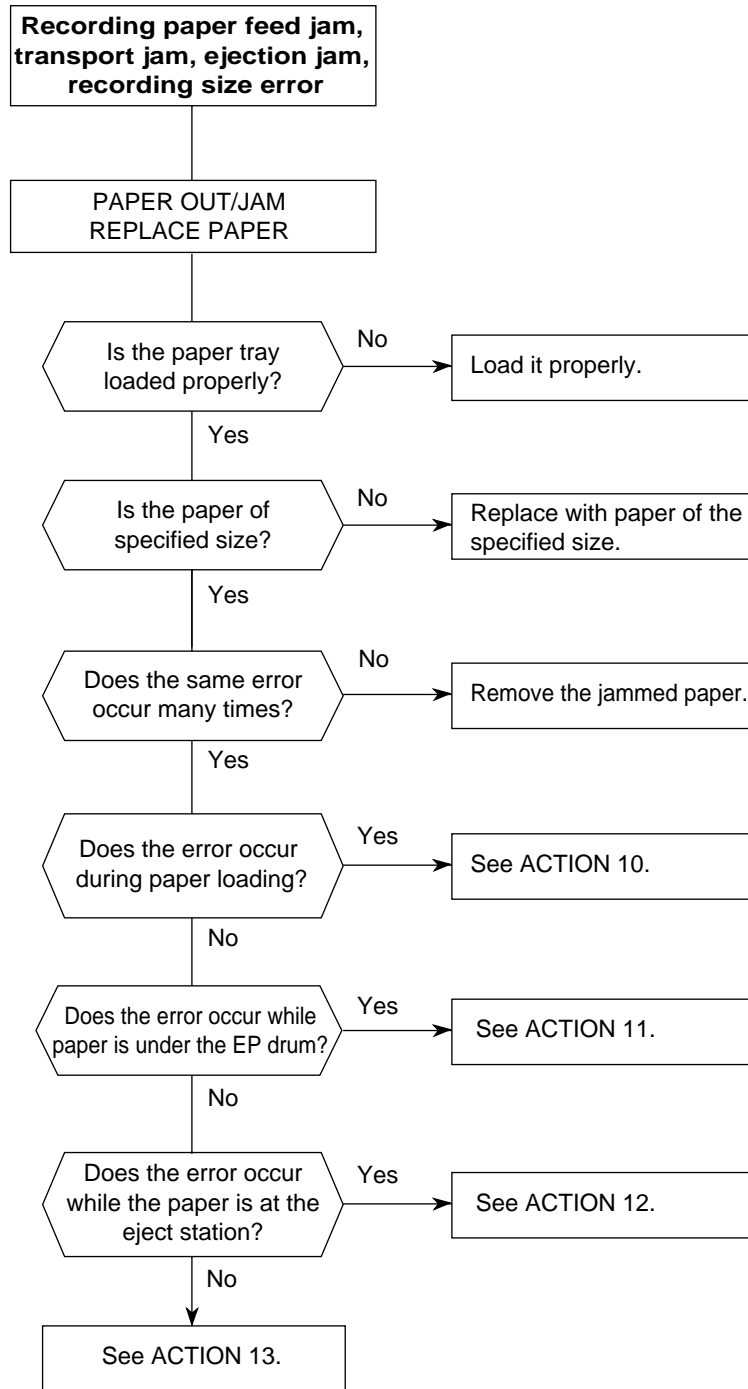 Recording paper feed jam,
transport jam, ejection jam,
recording size error
PAPER OUT/JAM
REPLACE PAPER
Is the paper tray
loaded properly?
No
Load it properly.
Yes
Is the paper of
specified size?
No
Replace with paper of the
specified size.
Yes
Does the same error
occur many times?
No
Remove the jammed paper.
Yes
Does the error occur
during paper loading?
Yes
See ACTION 10.
No
Does the error occur while
paper is under the EP drum?
Yes
See ACTION 11.
No
Does the error occur
while the paper is at the
eject station?
Yes
See ACTION 12.
No
See ACTION 13.